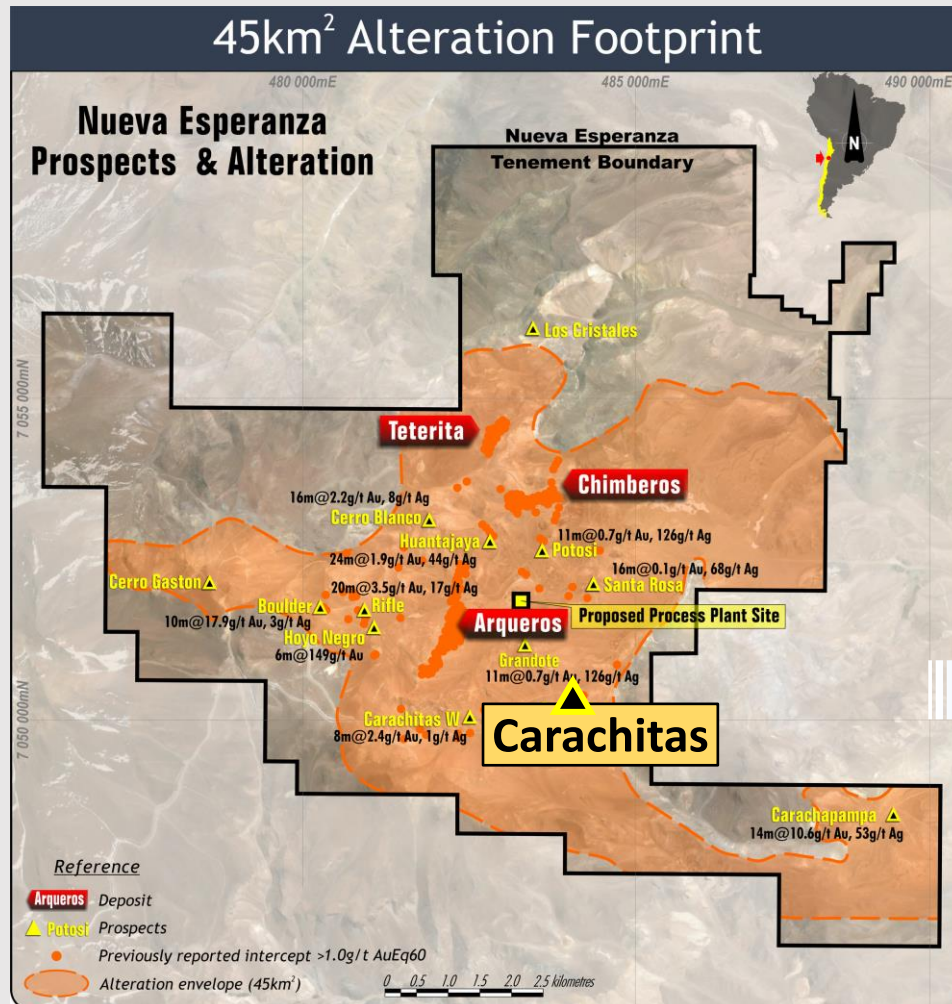 45km² Alteration Footprint
480 000mE
485 000mE
490 000mE
Nueva Esperanza
Prospects & Alteration
Nueva Esperanza
Tenement Boundary
N
7 055 000mN
7 050 000mN
Los Cristales
Teterita
Chimberos
16m@2.2g/t Au, 8g/t Ag
Cerro Blanco
Huantajaya
24m@1.9g/t Au, 44g/t Ag
11m@0.7g/t Au, 126g/t Ag
Potosi
16m@0.1g/t Au, 68g/t Ag
Santa Rosa
Cerro Gaston
20m@3.5g/t Au, 17g/t Ag
Boulder
Rifle
10m@17.9g/t Au, 3g/t Ag
Hoyo Negro
6m@149g/t Au
Arqueros
Proposed Process Plant Site
Grandote
11m@0.7g/t Au, 126g/t Ag
Carachitas W
8m@2.4g/t Au, 1g/t Ag
Carachitas
Carachapampa
14m@10.6g/t Au, 53g/t Ag
Reference
Arqueros Deposit
Potosi Prospects
Previously reported intercept >1.0g/t AuEq60
Alteration envelope (45km²)
0 0.5 1.0 1.5 2.0 2.5 kilometres